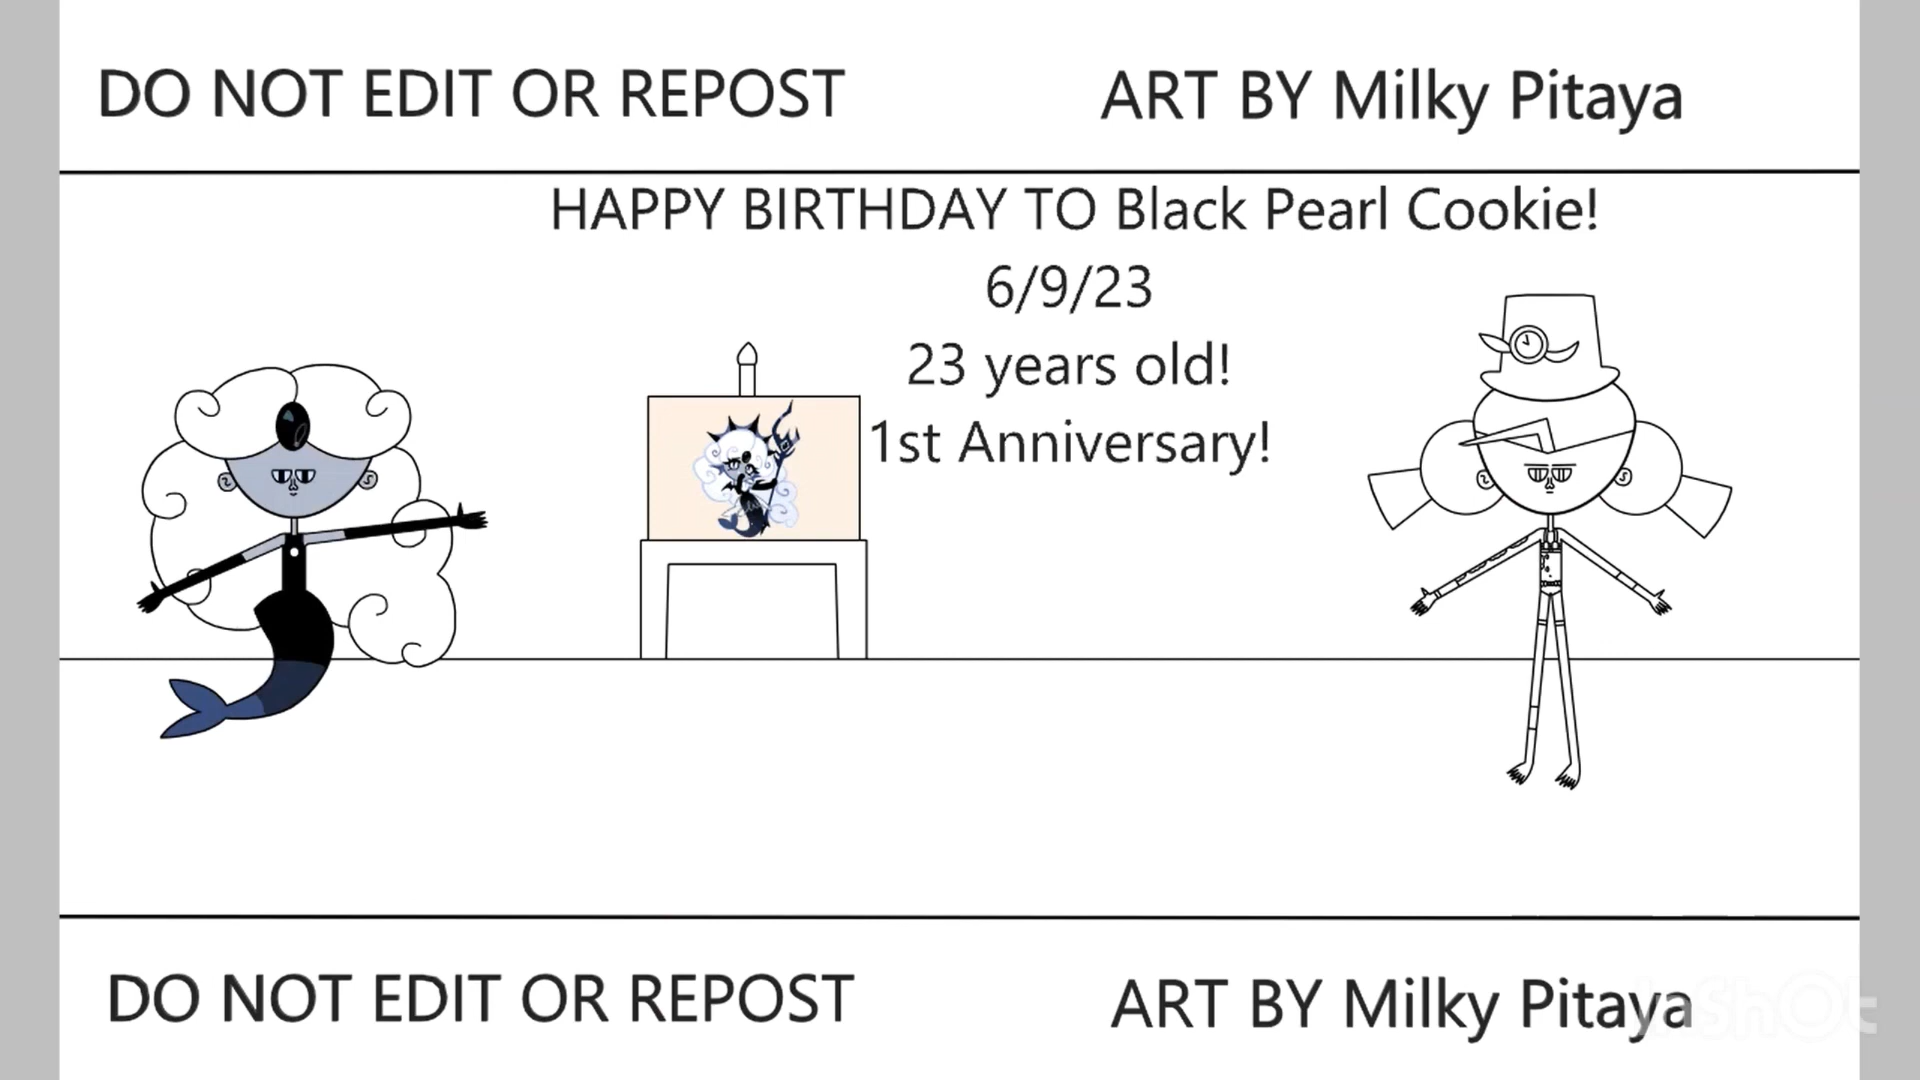 DO NOT EDIT OR REPOST
ART BY Milky Pitaya
HAPPY BIRTHDAY TO Black Pearl Cookie!
6/9/23
23 years old!
1st Anniversary!
DO NOT EDIT OR REPOST
ART BY Milky Pitaya
InShOt